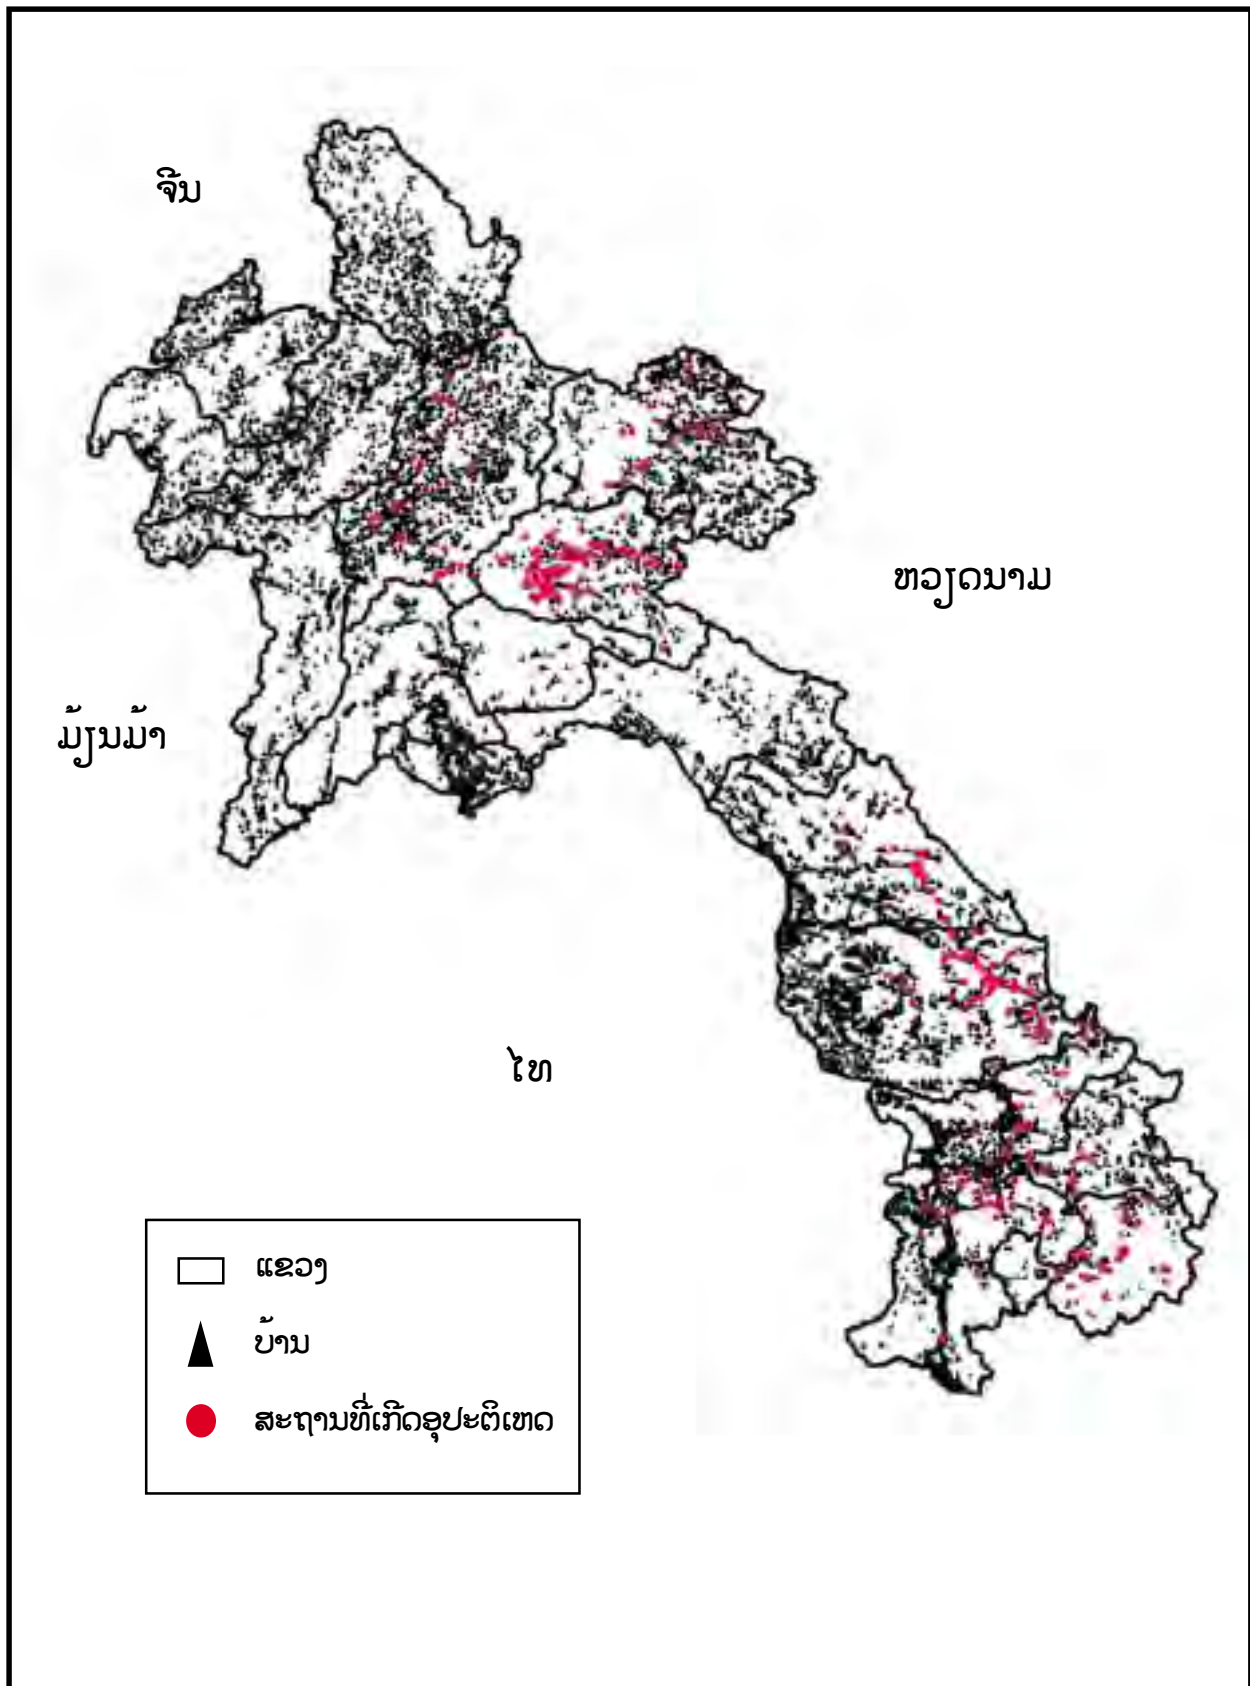 ຈີນ
ຫວຽດນາມ
ມ້ຽນມ້າ
ໄທ
ແຂວງ
ບ້ານ
ສະຖານທີ່ເກີດອຸປະຕິເຫດ